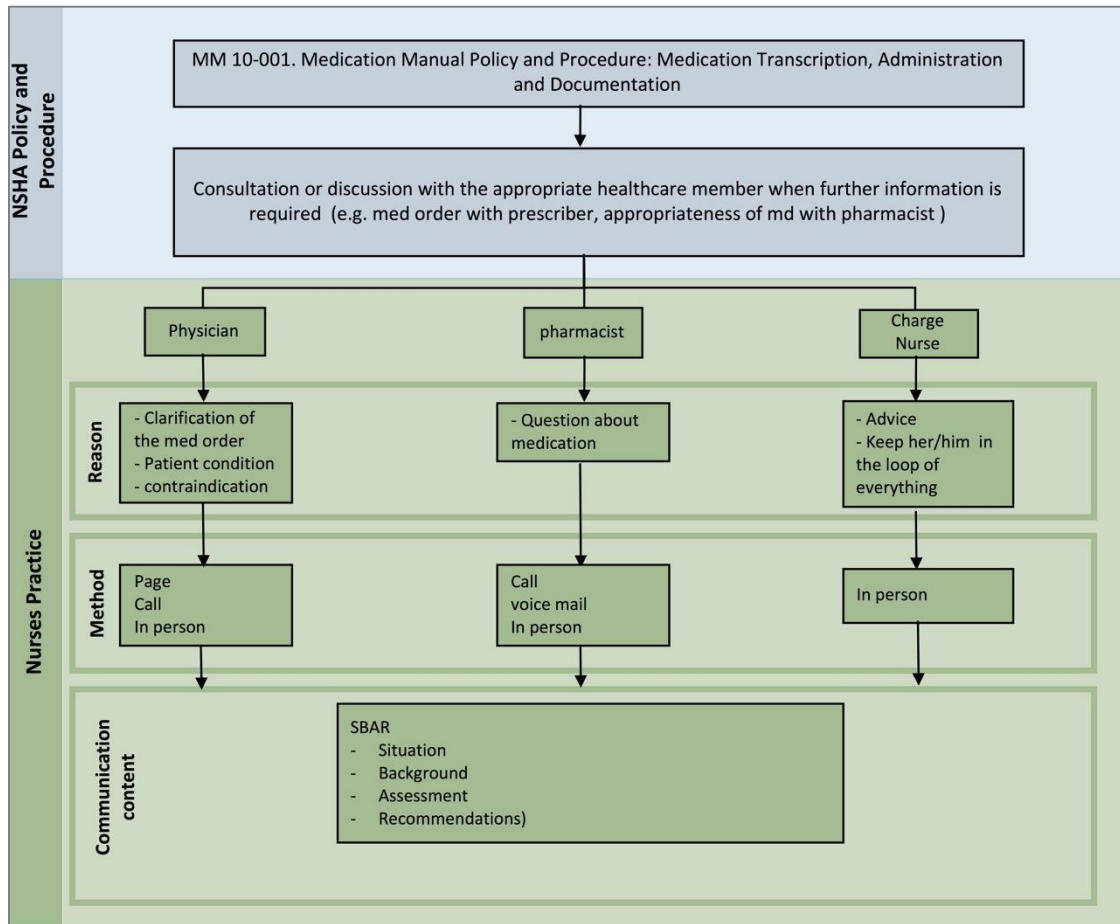 NSHA Policy and
Procedure
MM 10-001. Medication Manual Policy and Procedure: Medication Transcription, Administration
and Documentation
Consultation or discussion with the appropriate healthcare member when further information is
required (e.g. med order with prescriber, appropriateness of md with pharmacist )
Nurses Practice
Physician
pharmacist
Charge
Nurse
Reason
- Clarification of
the med order
- Patient condition
- contraindication
- Question about
medication
- Advice
- Keep her/him in
the loop of
everything
Method
Page
Call
In person
Call
voice mail
In person
In person
Communication
content
SBAR
- Situation
- Background
- Assessment
- Recommendations)